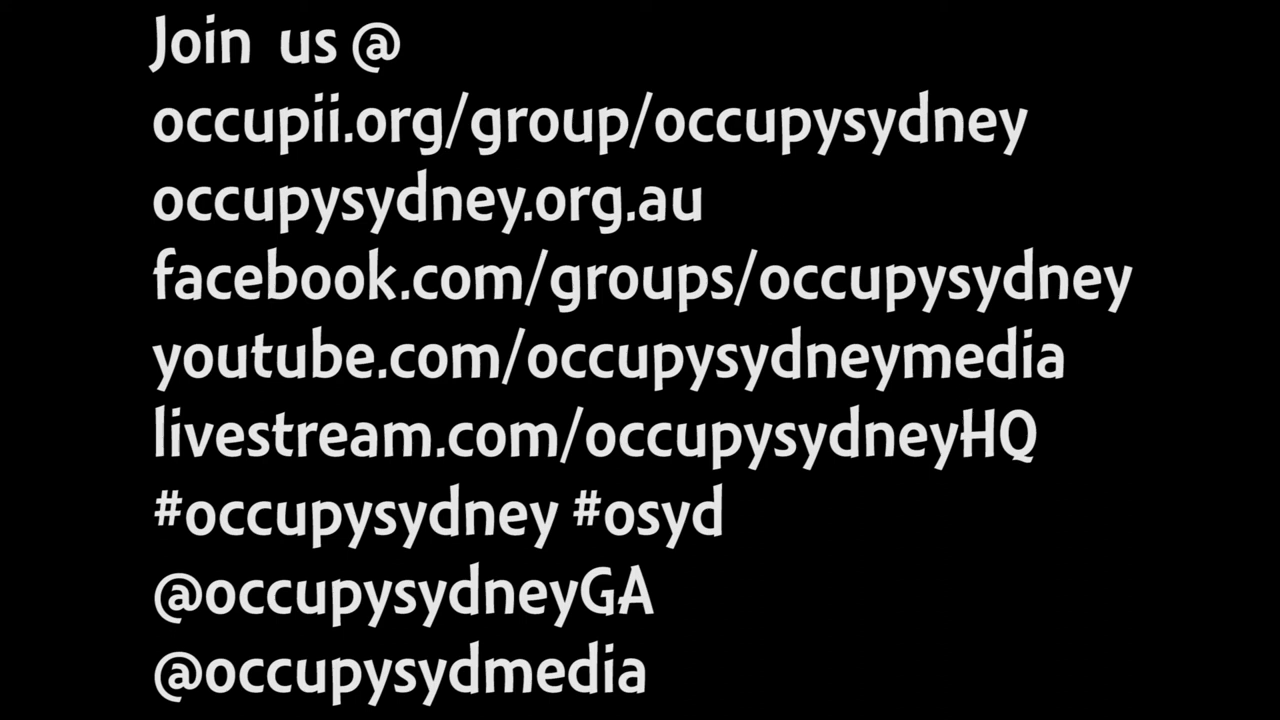 Join us @
occupii.org/group/occupysydney
occupysydney.org.au
facebook.com/groups/occupysydney
youtube.com/occupysydneymedia
livestream.com/occupysydneyHQ
#occupysydney #osyd
@occupysydneyGA
@occupysydmedia